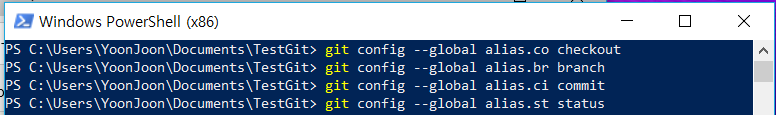 Windows PowerShell (x86)
PS C:\Users\YoonJoon\Documents\TestGit> git config --global alias.co checkout
PS C:\Users\YoonJoon\Documents\TestGit> git config --global alias.br branch
PS C:\Users\YoonJoon\Documents\TestGit> git config --global alias.ci commit
PS C:\Users\YoonJoon\Documents\TestGit> git config --global alias.st status